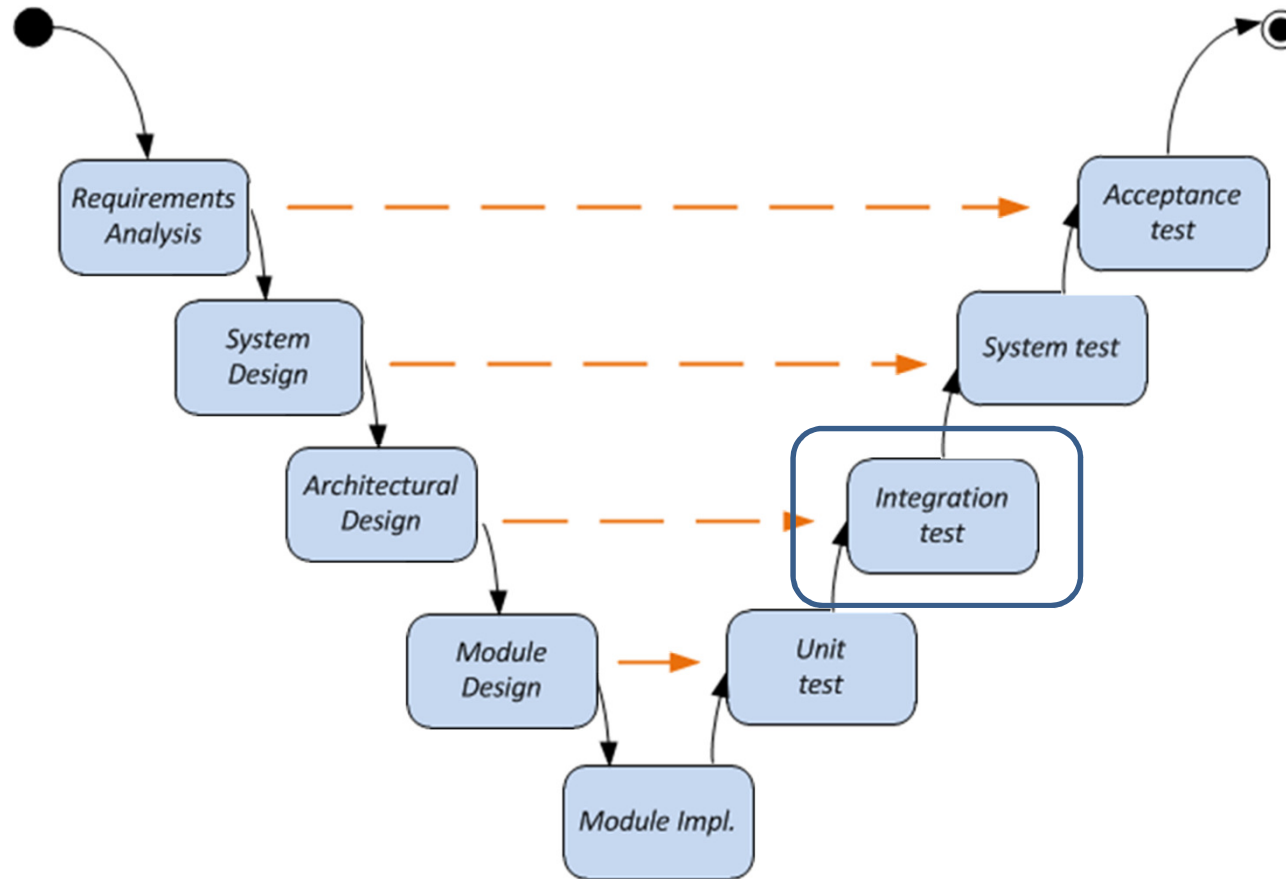 Requirements
Analysis
Acceptance
test
System
Design
System test
Architectural
Design
Integration
test
Module
Design
Unit
test
Module Impl.